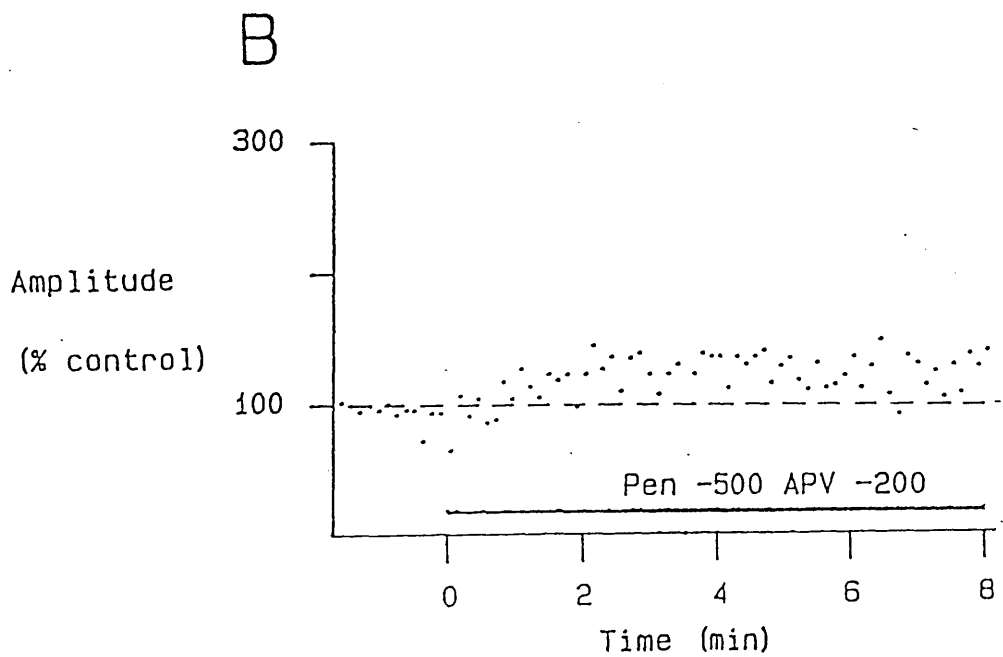 B
300
Amplitude
(% control)
100
Pen -500 APV -200
0 2 4 6 8
Time (min)